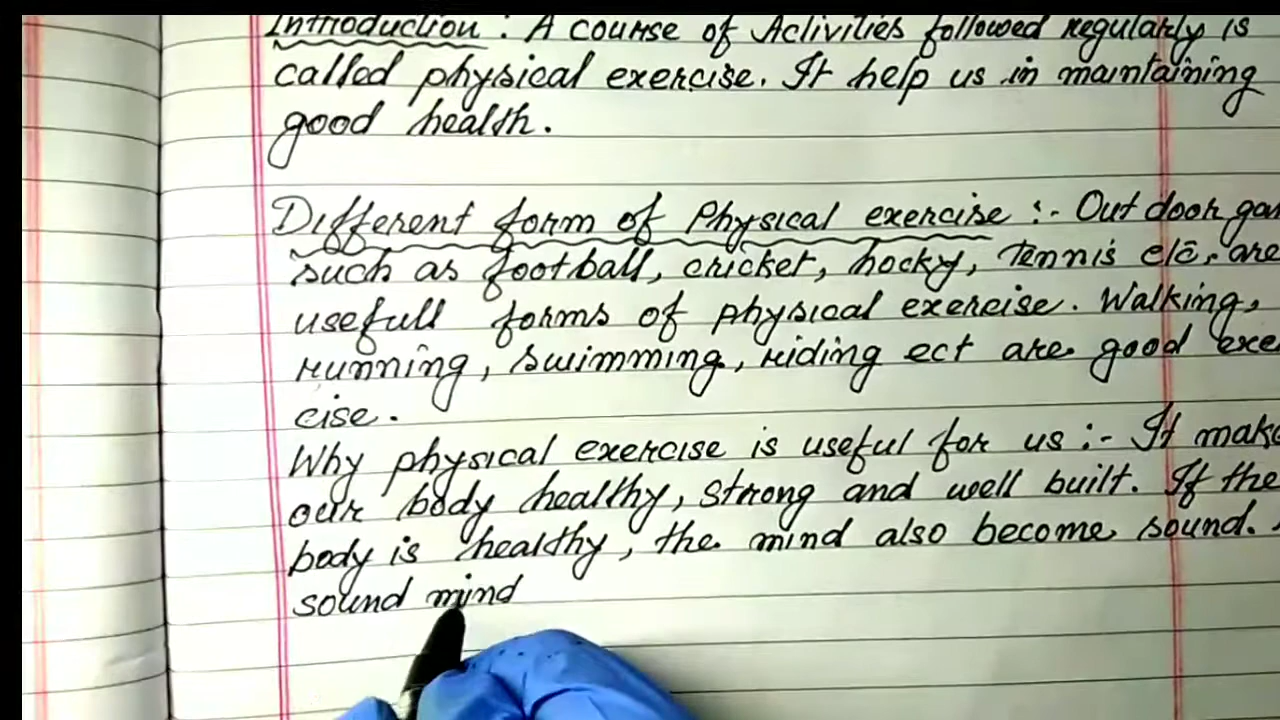 Introduction : A course of Activities followed regularly is
called physical exercise. It help us in maintaining
good health.
Different form of Physical exercise :- Out door gam
such as football, cricket, hocky, Tennis etc, are
usefull forms of physical exercise. Walking,
running, swimming, riding ect are good exe
cise.
Why physical exercise is useful for us :- It make
our body healthy, strong and well built. If the
body is healthy, the mind also become sound.
sound mind